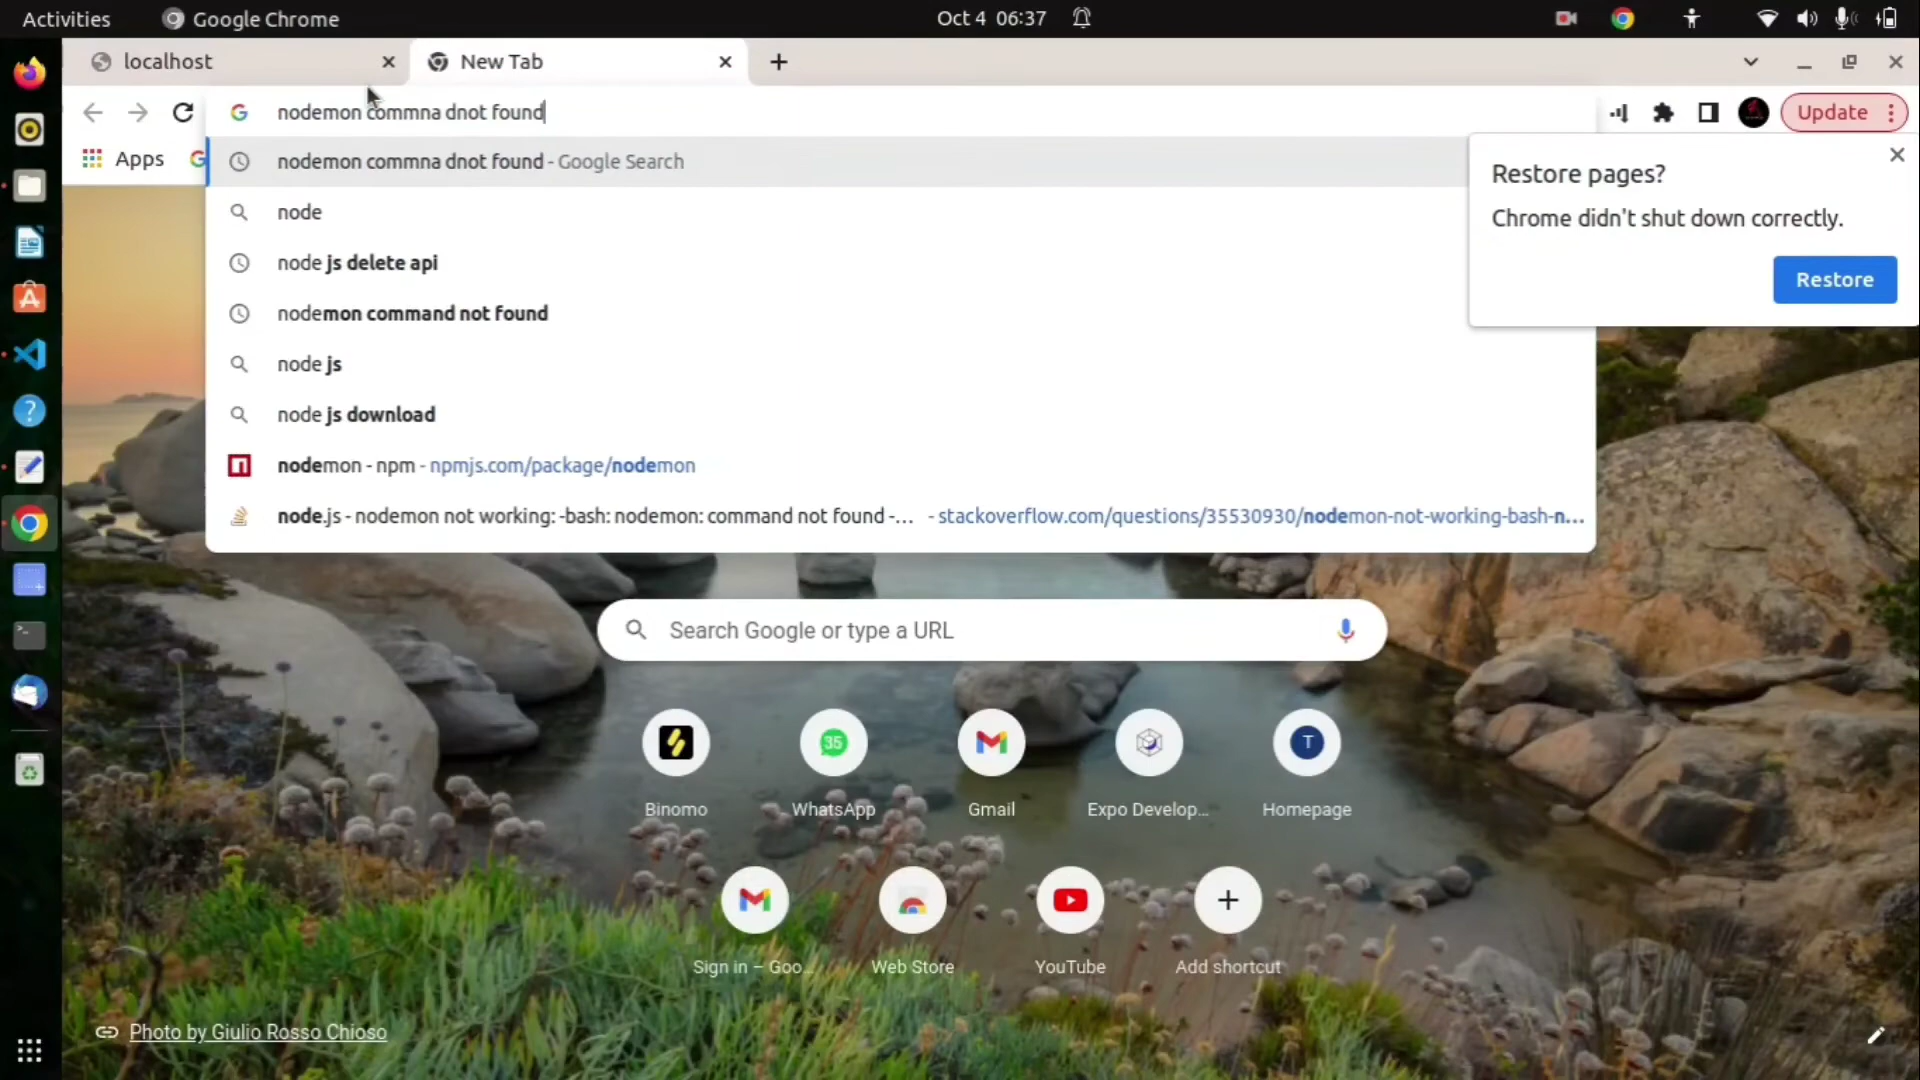 Activities
Google Chrome
Oct 4 06:37
localhost
New Tab
nodemon commna dnot found
Update
Apps
nodemon commna dnot found - Google Search
node
node js delete api
nodemon command not found
node js
node js download
nodemon - npm - npmjs.com/package/nodemon
node.js - nodemon not working: -bash: nodemon: command not found -... - stackoverflow.com/questions/35530930/nodemon-not-working-bash-n...
Restore pages?
Chrome didn't shut down correctly.
Restore
Search Google or type a URL
35
T
Binomo
WhatsApp
Gmail
Expo Develop...
Homepage
Sign in – Goo...
Web Store
YouTube
Add shortcut
Photo by Giulio Rosso Chioso